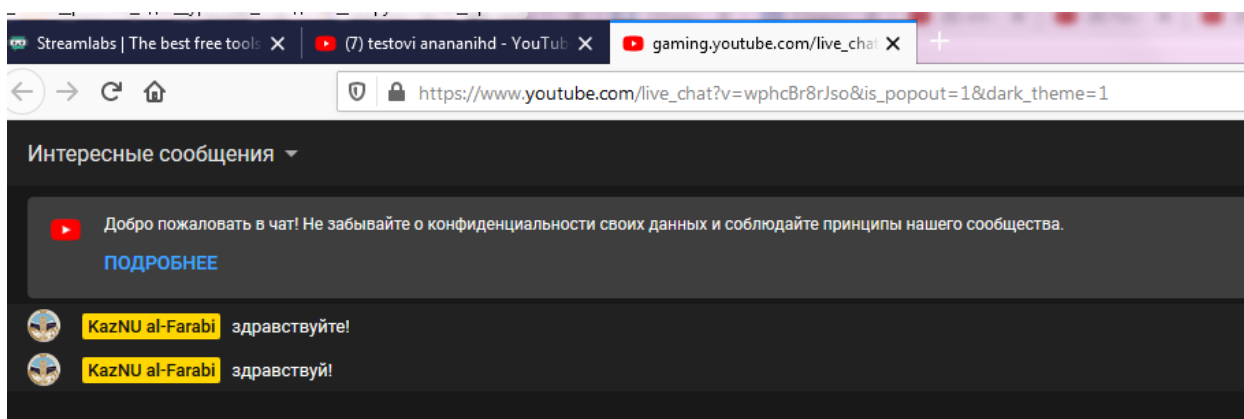 Streamlabs | The best free tools
(7) testovi anananihd - YouTub
gaming.youtube.com/live_chat
https://www.youtube.com/live_chat?v=wphcBr8rJso&is_popout=1&dark_theme=1
Интересные сообщения
Добро пожаловать в чат! Не забывайте о конфиденциальности своих данных и соблюдайте принципы нашего сообщества.
ПОДРОБНЕЕ
KazNU al-Farabi здравствуйте!
KazNU al-Farabi здравствуй!